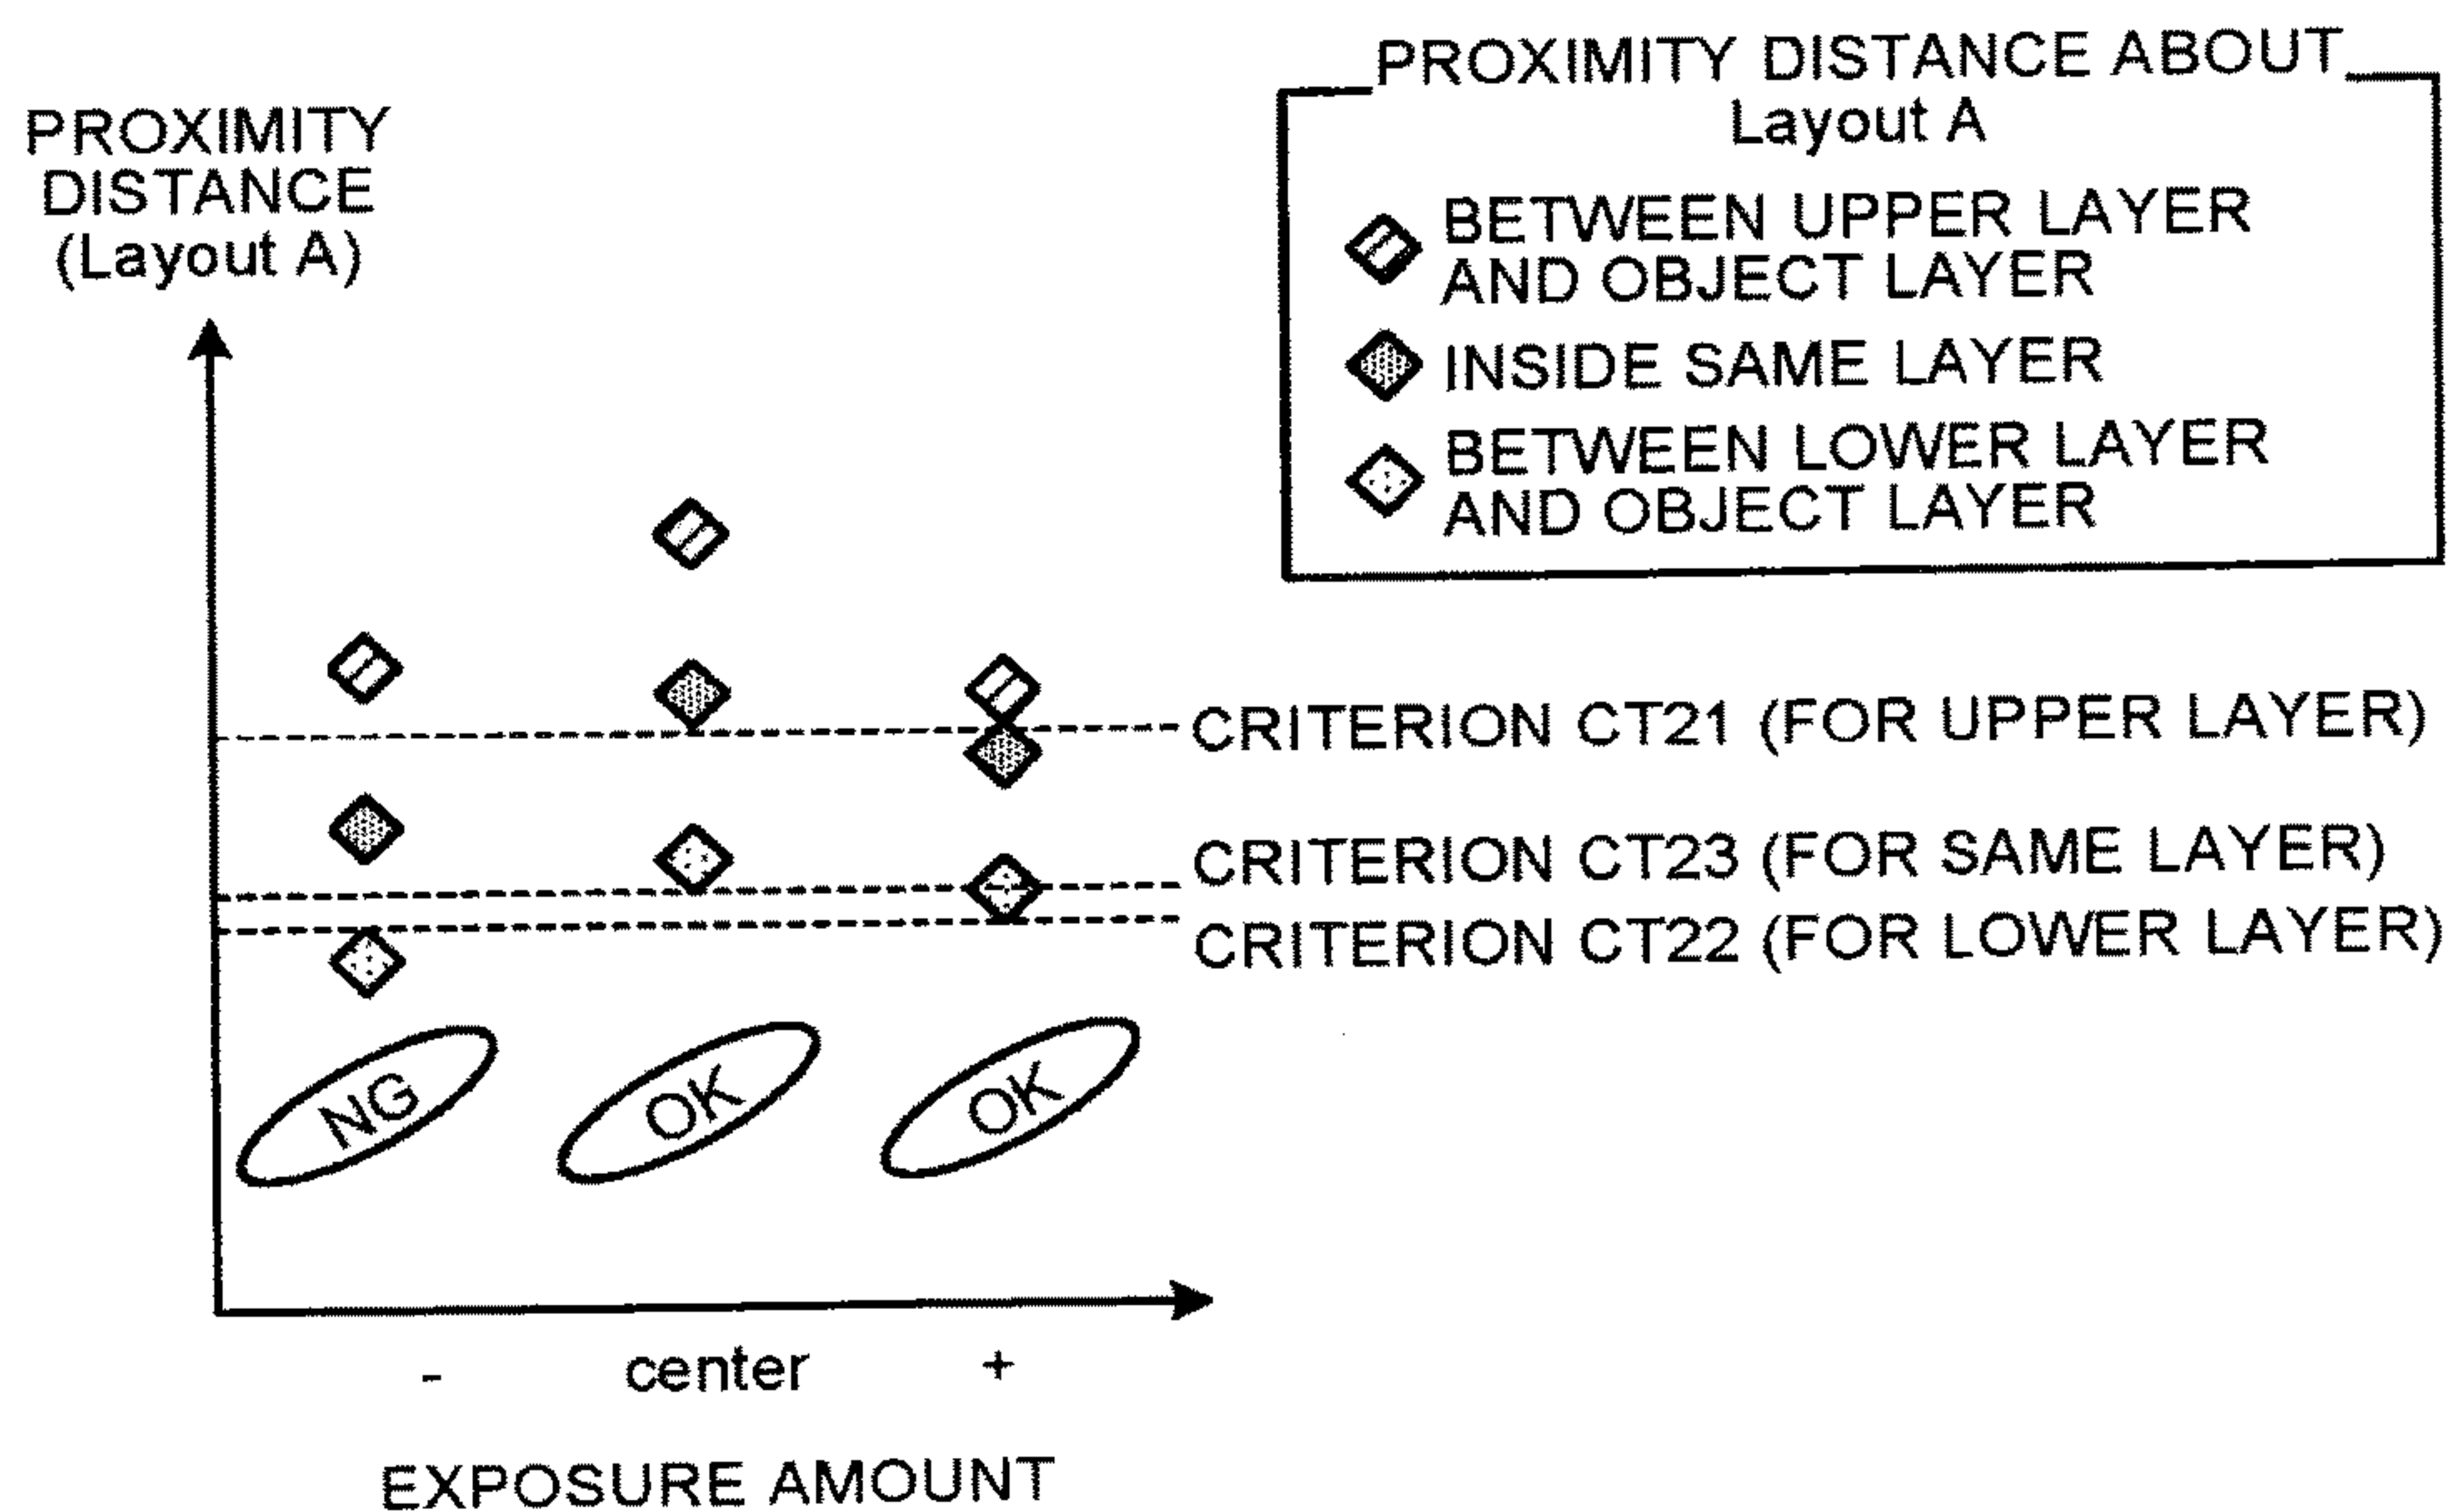 PROXIMITY
DISTANCE
(Layout A)
PROXIMITY DISTANCE ABOUT
Layout A
BETWEEN UPPER LAYER
AND OBJECT LAYER
INSIDE SAME LAYER
BETWEEN LOWER LAYER
AND OBJECT LAYER
CRITERION CT21 (FOR UPPER LAYER)
CRITERION CT23 (FOR SAME LAYER)
CRITERION CT22 (FOR LOWER LAYER)
NG
OK
OK
- center +
EXPOSURE AMOUNT